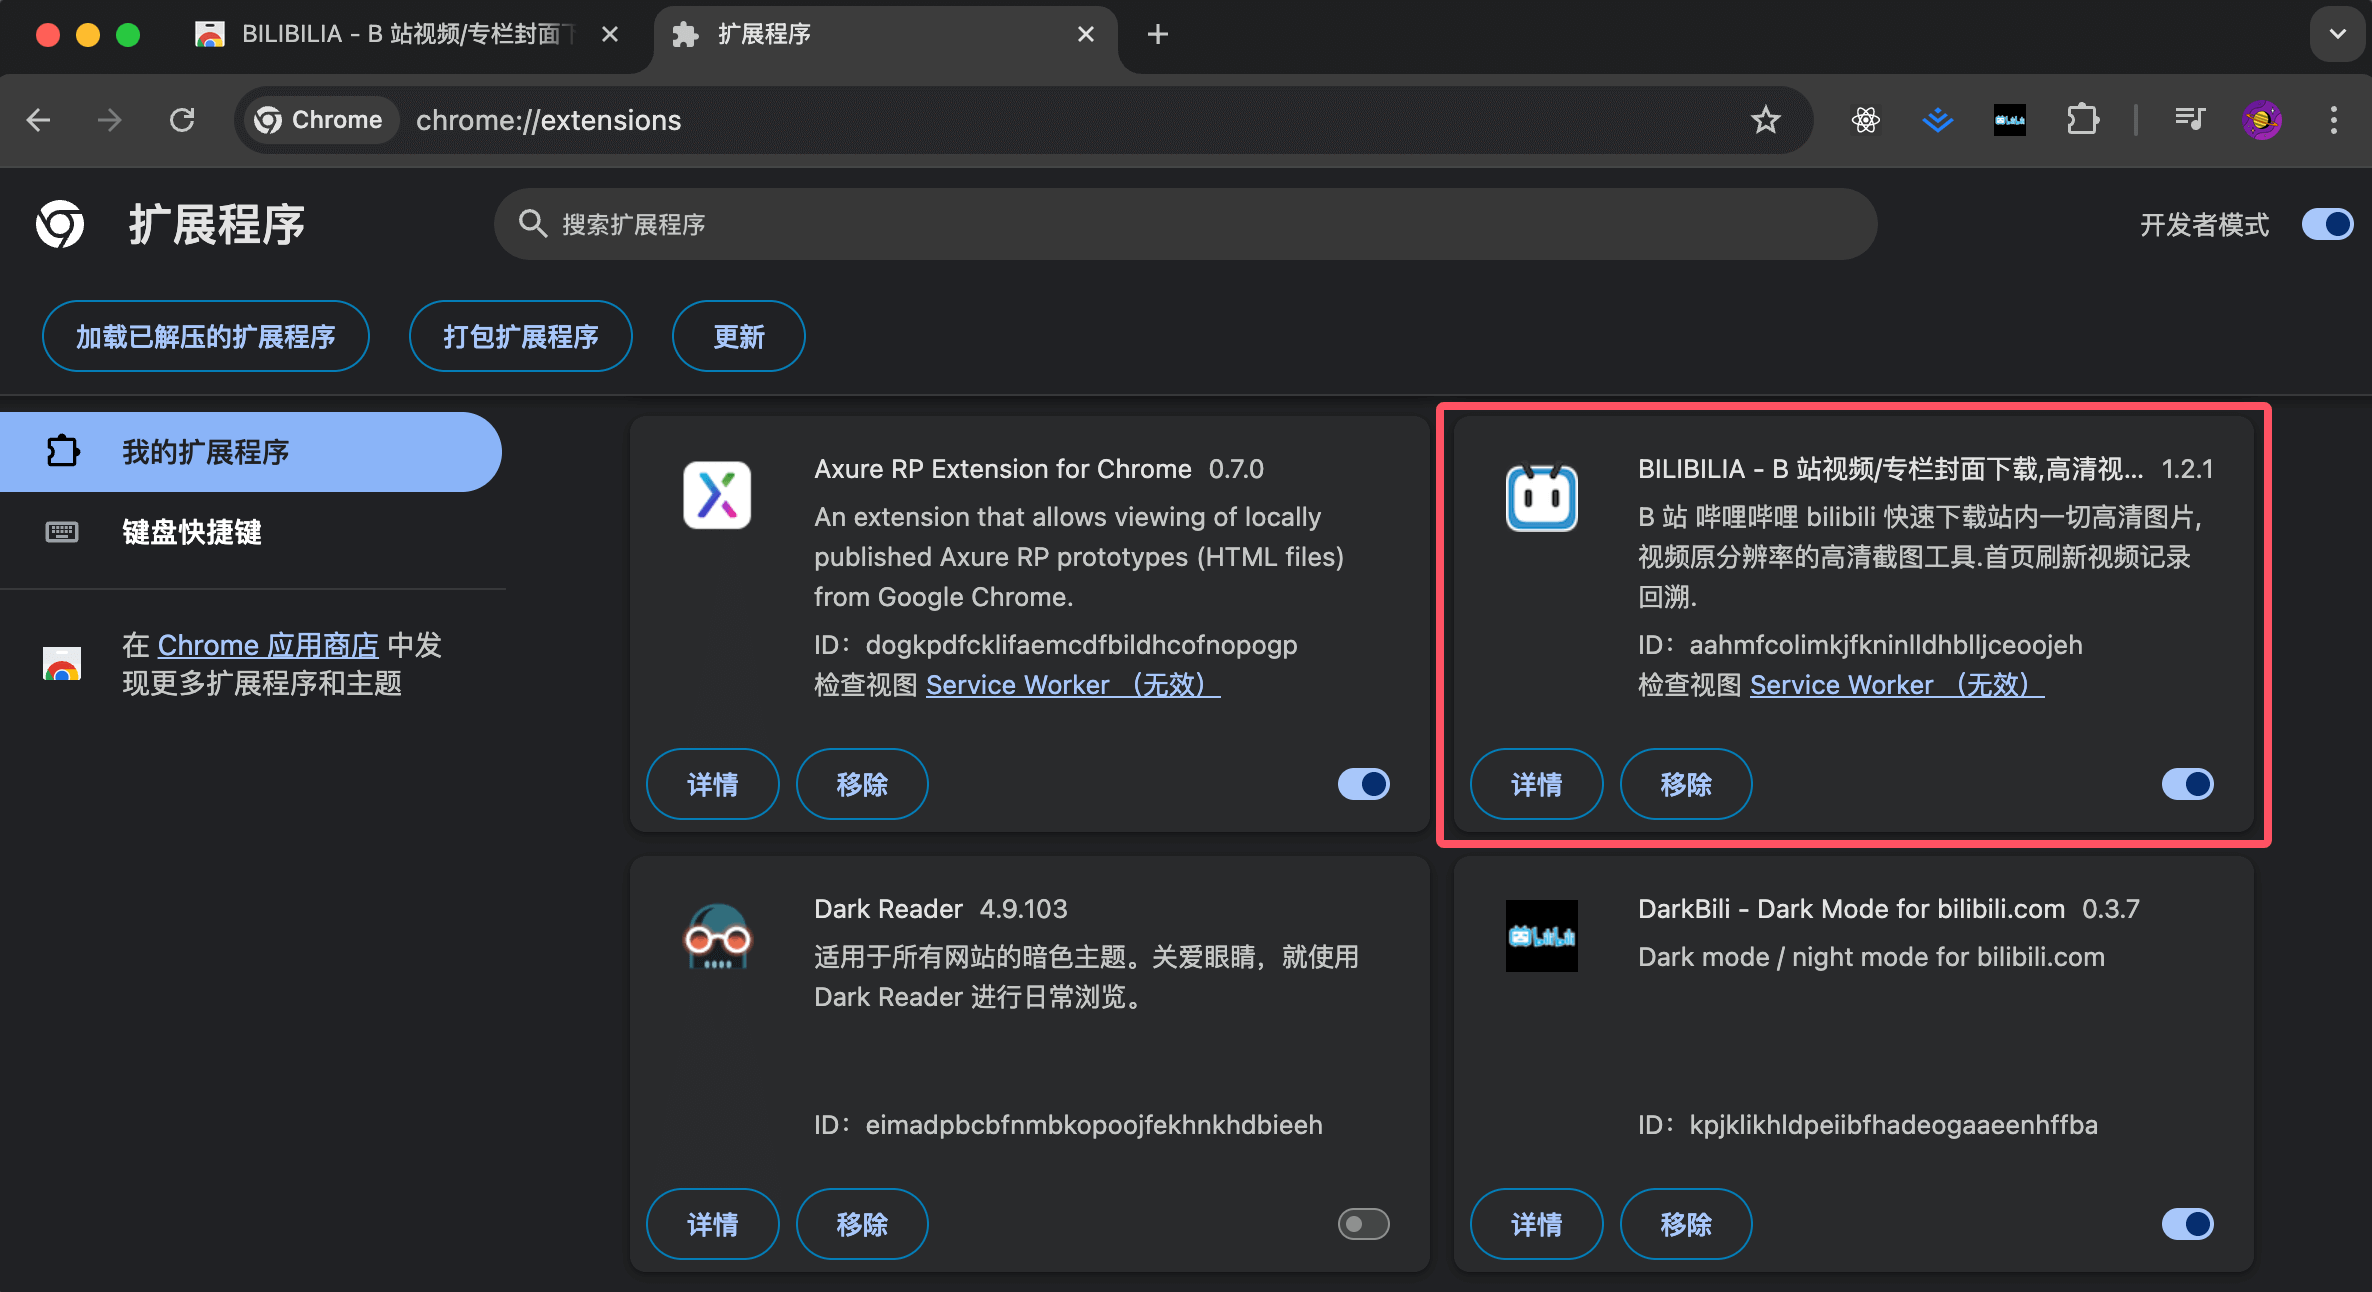 BILIBILIA - B 站视频/专栏封面下
扩展程序
Chrome
chrome://extensions
扩展程序
搜索扩展程序
开发者模式
加载已解压的扩展程序
打包扩展程序
更新
我的扩展程序
键盘快捷键
在 Chrome 应用商店 中发
现更多扩展程序和主题
Axure RP Extension for Chrome 0.7.0
An extension that allows viewing of locally
published Axure RP prototypes (HTML files)
from Google Chrome.
ID：dogkpdfcklifaemcdfbildhcofnopogp
检查视图 Service Worker （无效）
详情
移除
BILIBILIA - B 站视频/专栏封面下载,高清视... 1.2.1
B 站 哔哩哔哩 bilibili 快速下载站内一切高清图片,
视频原分辨率的高清截图工具.首页刷新视频记录
回溯.
ID：aahmfcolimkjfkninlldhblljceoojeh
检查视图 Service Worker （无效）
详情
移除
Dark Reader 4.9.103
适用于所有网站的暗色主题。关爱眼睛，就使用
Dark Reader 进行日常浏览。
ID：eimadpbcbfnmbkopoojfekhnkhdbieeh
详情
移除
bilibili
DarkBili - Dark Mode for bilibili.com 0.3.7
Dark mode / night mode for bilibili.com
ID：kpjklikhldpeiibfhadeogaaeenhffba
详情
移除